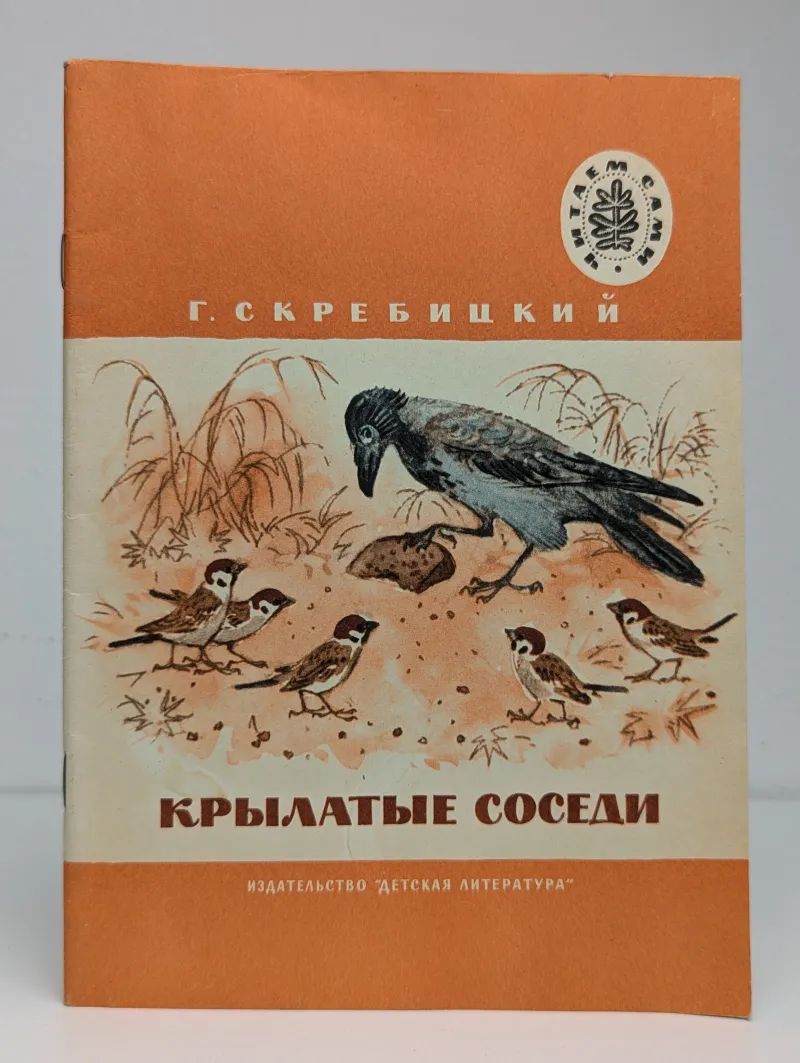 ЧИТАЕМ САМИ •
Г. СКРЕБИЦКИЙ
КРЫЛАТЫЕ СОСЕДИ
ИЗДАТЕЛЬСТВО "ДЕТСКАЯ ЛИТЕРАТУРА"